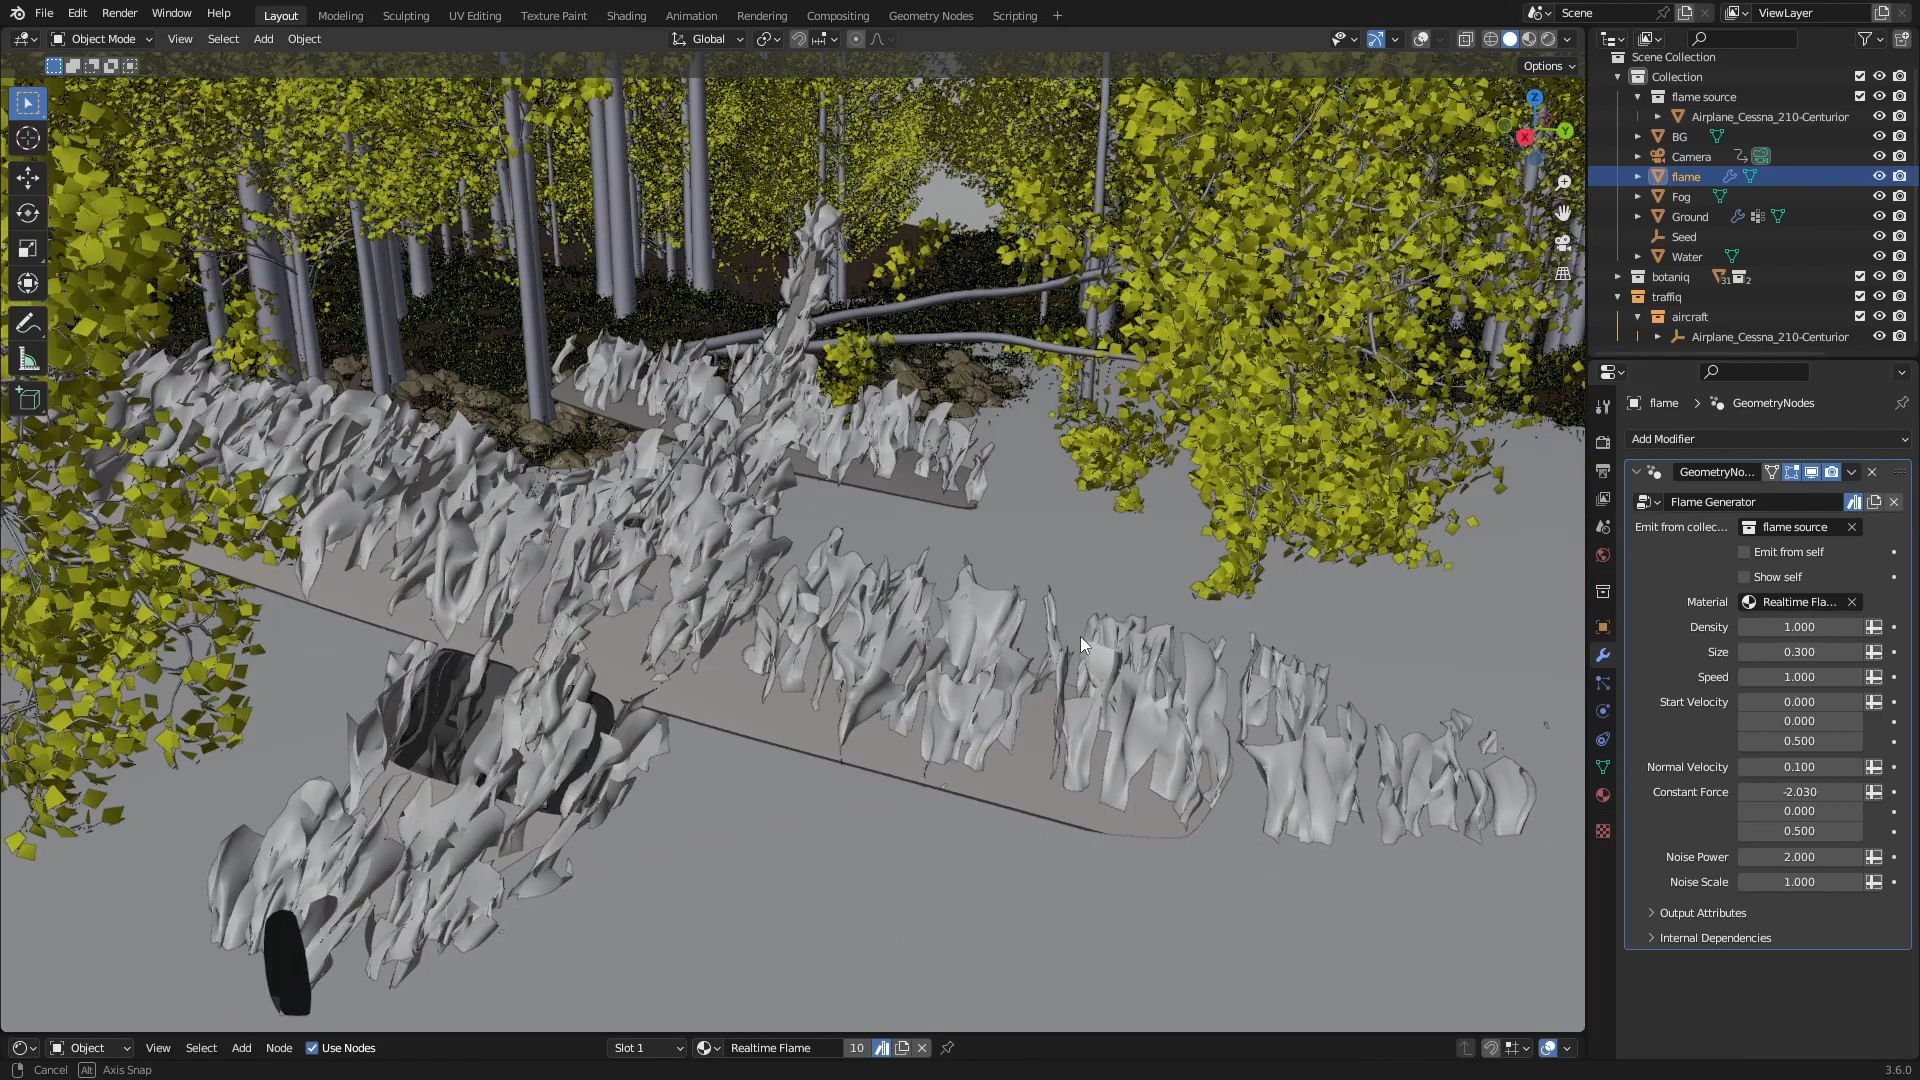 File Edit Render Window Help Layout Modeling Sculpting UV Editing Texture Paint Shading Animation Rendering Compositing Geometry Nodes Scripting + Scene ViewLayer
Object Mode View Select Add Object Global
Options
Z
Y
X
Scene Collection
Collection
flame source
Airplane_Cessna_210-Centurior
BG
Camera
flame
Fog
Ground
Seed
Water
botaniq 31 2
traffiq
aircraft
Airplane_Cessna_210-Centurior
flame > GeometryNodes
Add Modifier
GeometryNo...
Flame Generator
Emit from collec... flame source
Emit from self
Show self
Material Realtime Fla...
Density 1.000
Size 0.300
Speed 1.000
Start Velocity 0.000
0.000
0.500
Normal Velocity 0.100
Constant Force -2.030
0.000
0.500
Noise Power 2.000
Noise Scale 1.000
Output Attributes
Internal Dependencies
Object View Select Add Node Use Nodes Slot 1 Realtime Flame 10
Cancel Alt Axis Snap 3.6.0